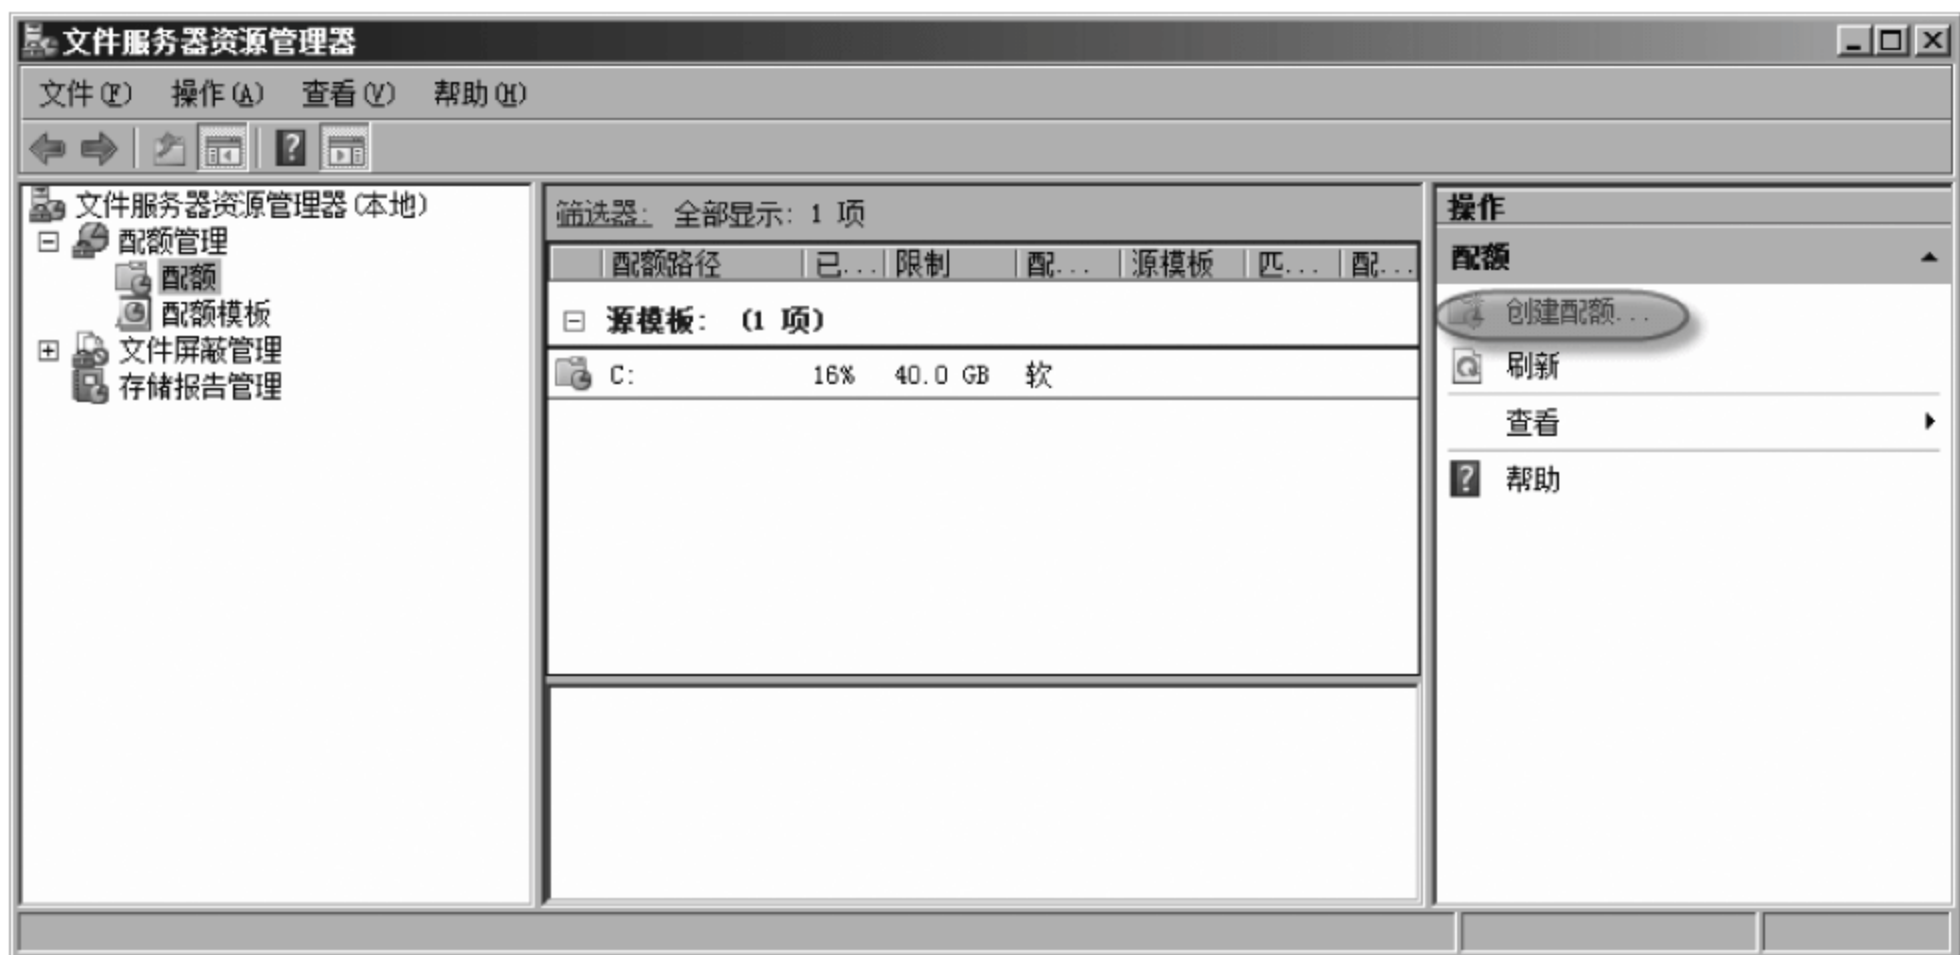 文件服务器资源管理器
文件(F) 操作(A) 查看(V) 帮助(H)
文件服务器资源管理器(本地)
配额管理
配额
配额模板
文件屏蔽管理
存储报告管理
筛选器: 全部显示: 1 项
配额路径 已... 限制 配... 源模板 匹... 配...
源模板: (1 项)
C: 16% 40.0 GB 软
操作
配额
创建配额...
刷新
查看
帮助